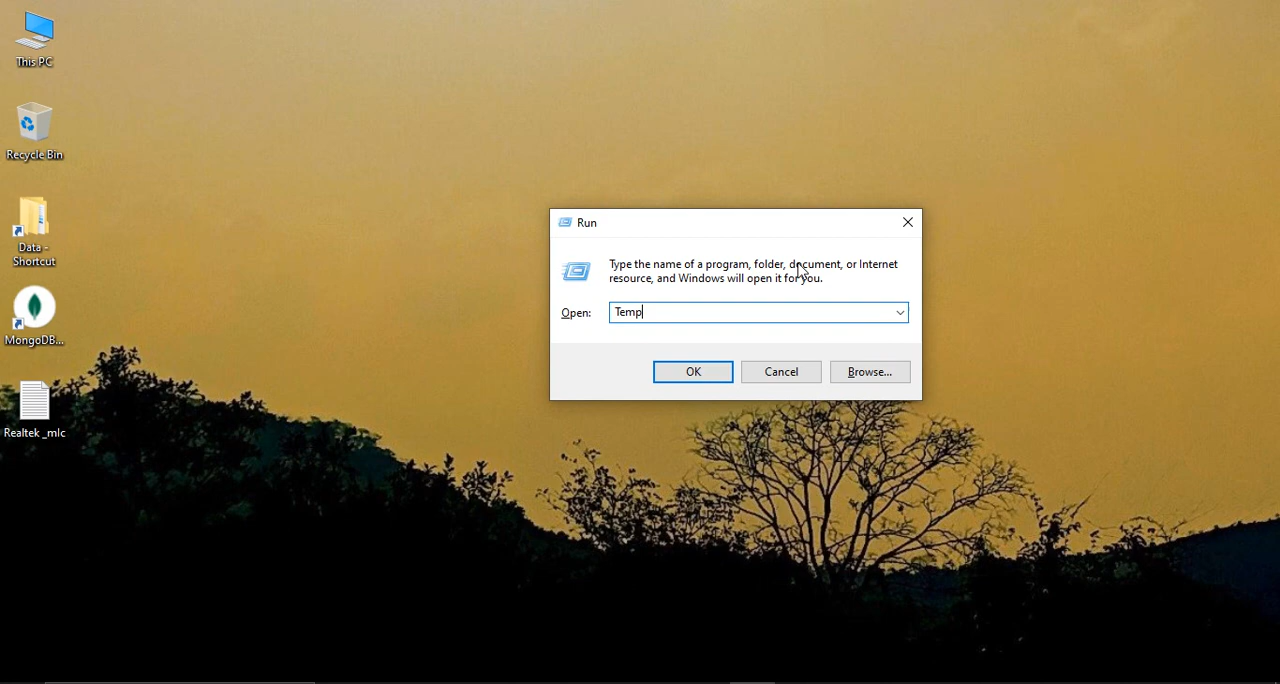 This PC
Recycle Bin
Data -
Shortcut
MongoDB...
Realtek _mlc
Run
Type the name of a program, folder, document, or Internet
resource, and Windows will open it for you.
Open:
Temp
OK
Cancel
Browse...